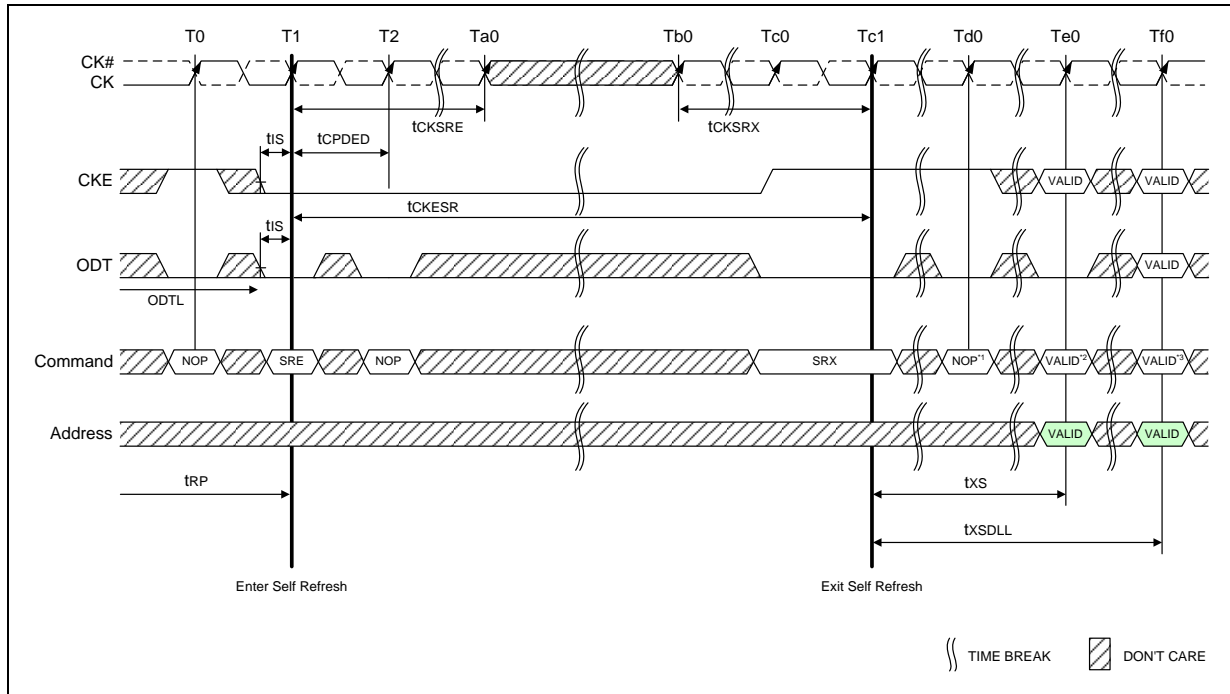 T0 T1 T2 Ta0 Tb0 Tc0 Tc1 Td0 Te0 Tf0
CK#
CK
tCKSRE tCKSRX
tIS tCPDED
CKE VALID VALID
tCKESR
tIS
ODT VALID
ODTL
Command NOP SRE NOP SRX NOP*1 VALID*2 VALID*3
Address VALID VALID
tRP tXS
tXSDLL
Enter Self Refresh Exit Self Refresh
TIME BREAK DON'T CARE